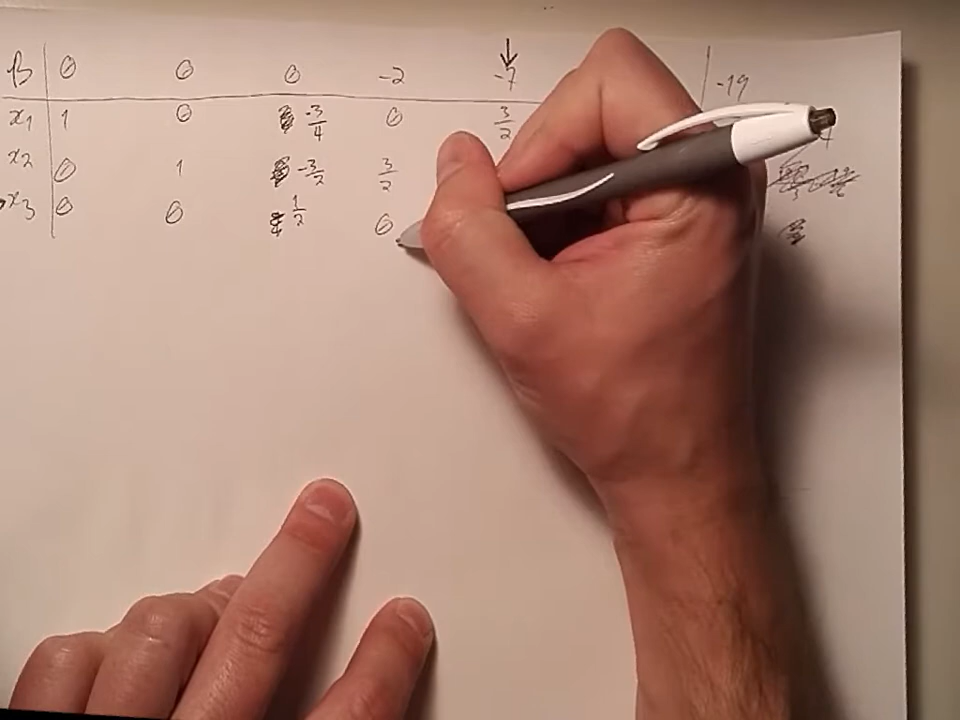 ↓
β 0 0 0 -2 -7 -19
x₁ 1 0 -3/4 0 3/2
x₂ 0 1 -3/2 3/2
x₃ 0 0 1/2 0